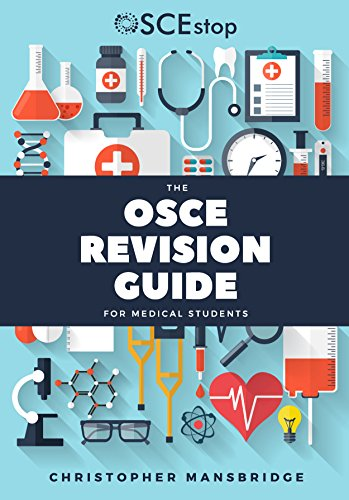 OSCEstop
THE
OSCE
REVISION
GUIDE
FOR MEDICAL STUDENTS
CHRISTOPHER MANSBRIDGE